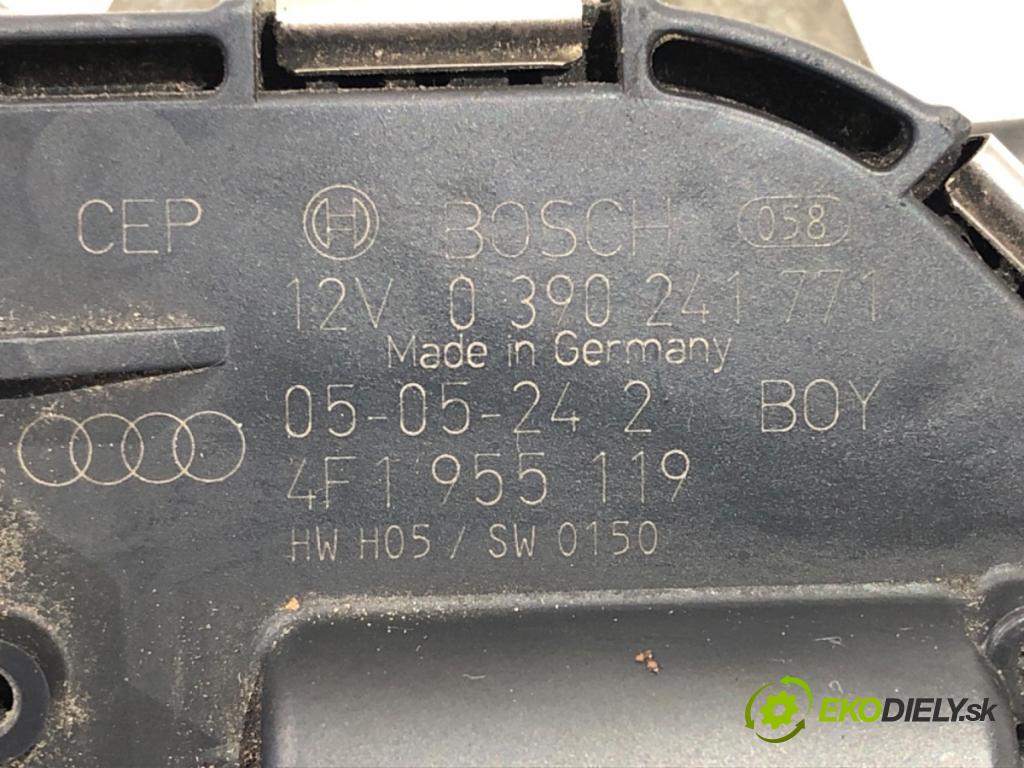 CEP H BOSCH 058
12V 0 390 241 771
Made in Germany
05-05-24 2 BOY
4F1 955 119
HW H05 / SW 0150
EKODIELY.sk